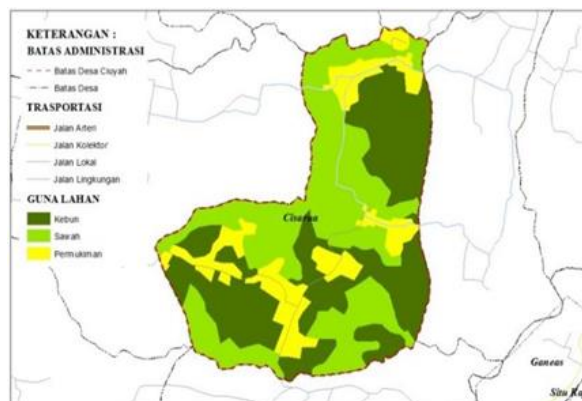 KETERANGAN :
BATAS ADMINISTRASI
Batas Desa Ciuyah
Batas Desa
TRASPORTASI
Jalan Arteri
Jalan Kolektor
Jalan Lokal
Jalan Lingkungan
GUNA LAHAN
Kebun
Sawah
Permukiman
Cisarua
Ganeas
Situ